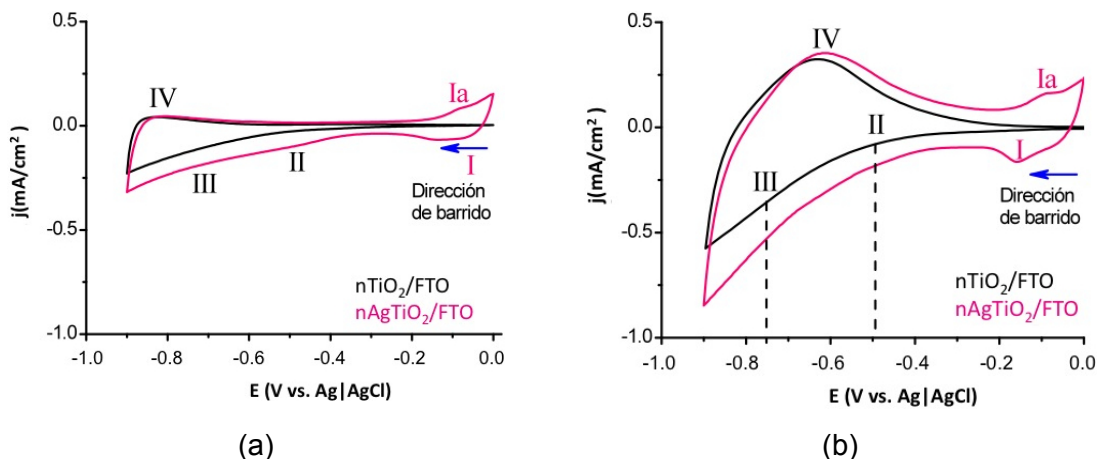 0.5
IV
Ia
0.0
II
I
III
Dirección
de barrido
-0.5
nTiO₂/FTO
nAgTiO₂/FTO
-1.0
j(mA/cm²)
-1.0 -0.8 -0.6 -0.4 -0.2 0.0
E (V vs. Ag|AgCl)
(a)
0.5
IV
Ia
0.0
II
I
III
Dirección
de barrido
-0.5
nTiO₂/FTO
nAgTiO₂/FTO
-1.0
j(mA/cm²)
-1.0 -0.8 -0.6 -0.4 -0.2 0.0
E (V vs. Ag|AgCl)
(b)